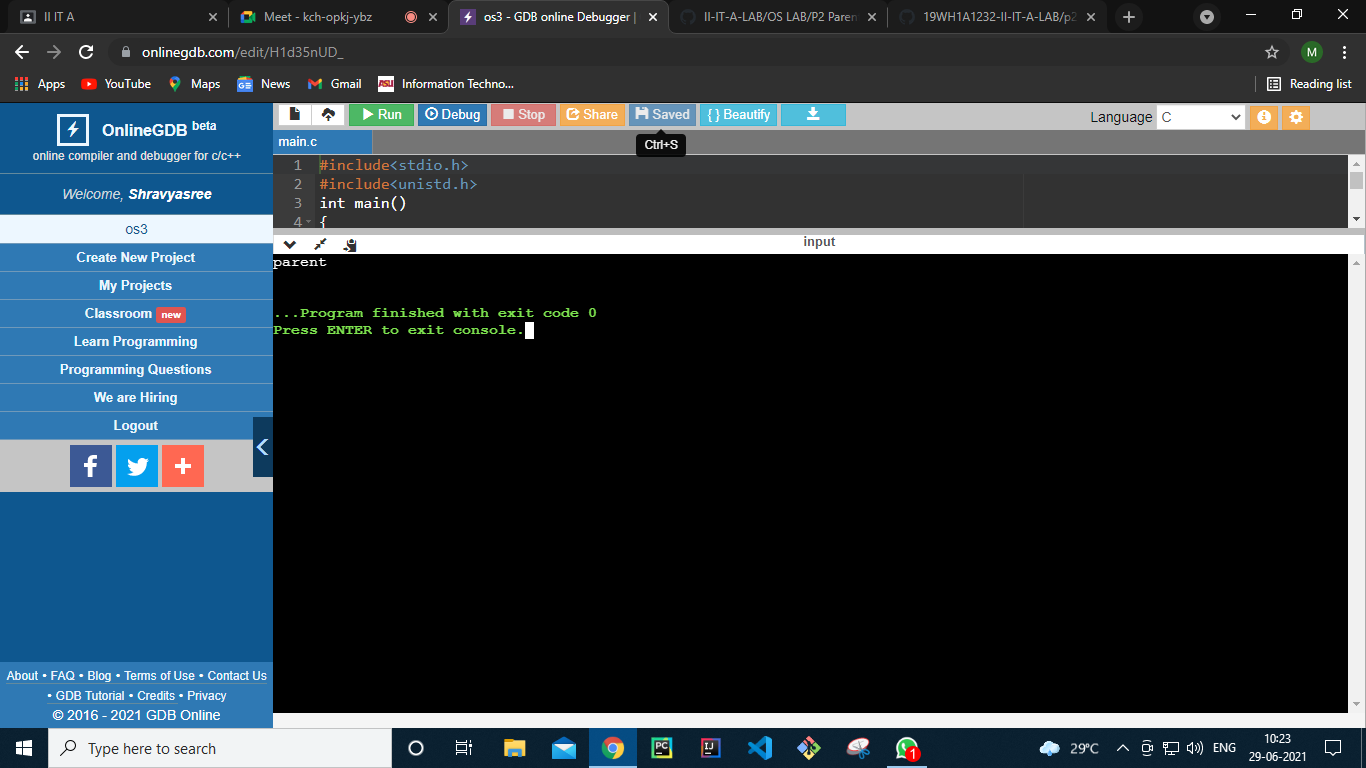 II IT A
Meet - kch-opkj-ybz
os3 - GDB online Debugger |
II-IT-A-LAB/OS LAB/P2 Paren
19WH1A1232-II-IT-A-LAB/p2
onlinegdb.com/edit/H1d35nUD_
M
Apps
YouTube
Maps
News
Gmail
ASU
Information Techno...
Reading list
OnlineGDB beta
online compiler and debugger for c/c++
Welcome, Shravyasree
os3
Create New Project
My Projects
Classroom new
Learn Programming
Programming Questions
We are Hiring
Logout
About • FAQ • Blog • Terms of Use • Contact Us
• GDB Tutorial • Credits • Privacy
© 2016 - 2021 GDB Online
Run
Debug
Stop
Share
Saved
{ } Beautify
Language C
Ctrl+S
main.c
1 #include<stdio.h>
2 #include<unistd.h>
3 int main()
4 {
input
parent
...Program finished with exit code 0
Press ENTER to exit console.
Type here to search
PC
IJ
1
29°C
ENG
10:23
29-06-2021